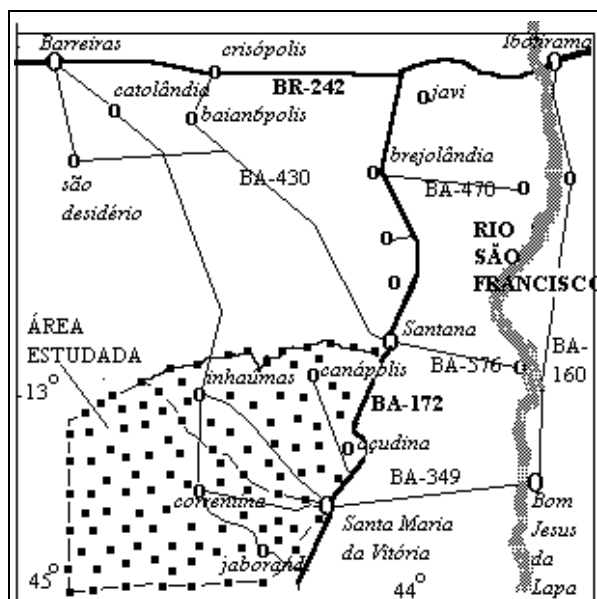 Barreiras
crisópolis
Ibotirama
catolândia
BR-242
javi
baianópolis
brejolândia
são
desidério
BA-430
BA-470
RIO
SÃO
FRANCISCO
ÁREA
ESTUDADA
Santana
BA-576
BA-
160
inhaúmas
canápolis
13°
BA-172
açudina
BA-349
correntina
Santa Maria
da Vitória
Bom
Jesus
da
Lapa
jaborandi
45°
44°